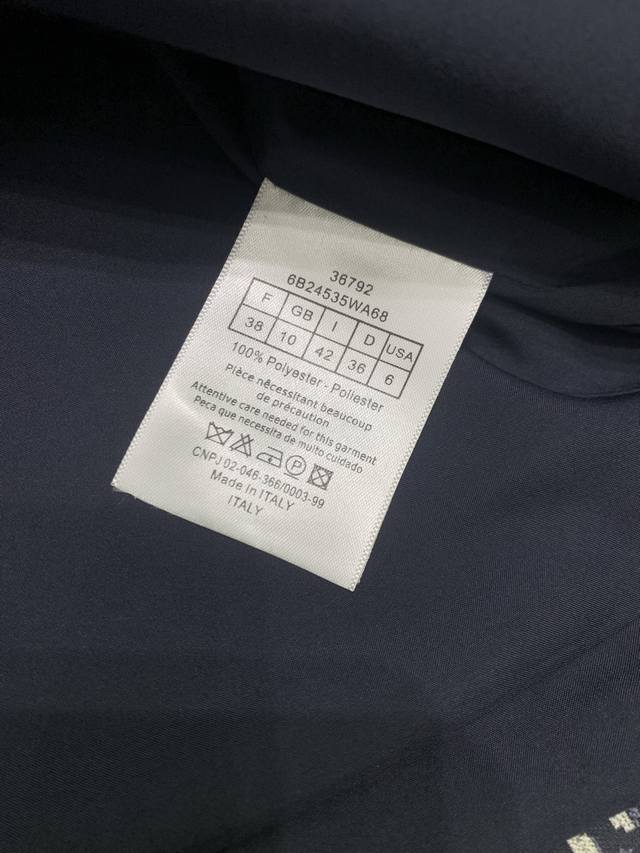 36792
6B24535WA68
F GB I D USA
38 10 42 36 6
100% Polyester - Poliester
Pièce nécessitant beaucoup
de précaution
Attentive care needed for this garment
Peca que necessita de muito cuidado
P
CNPJ 02-046-366/0003-99
Made in ITALY
ITALY